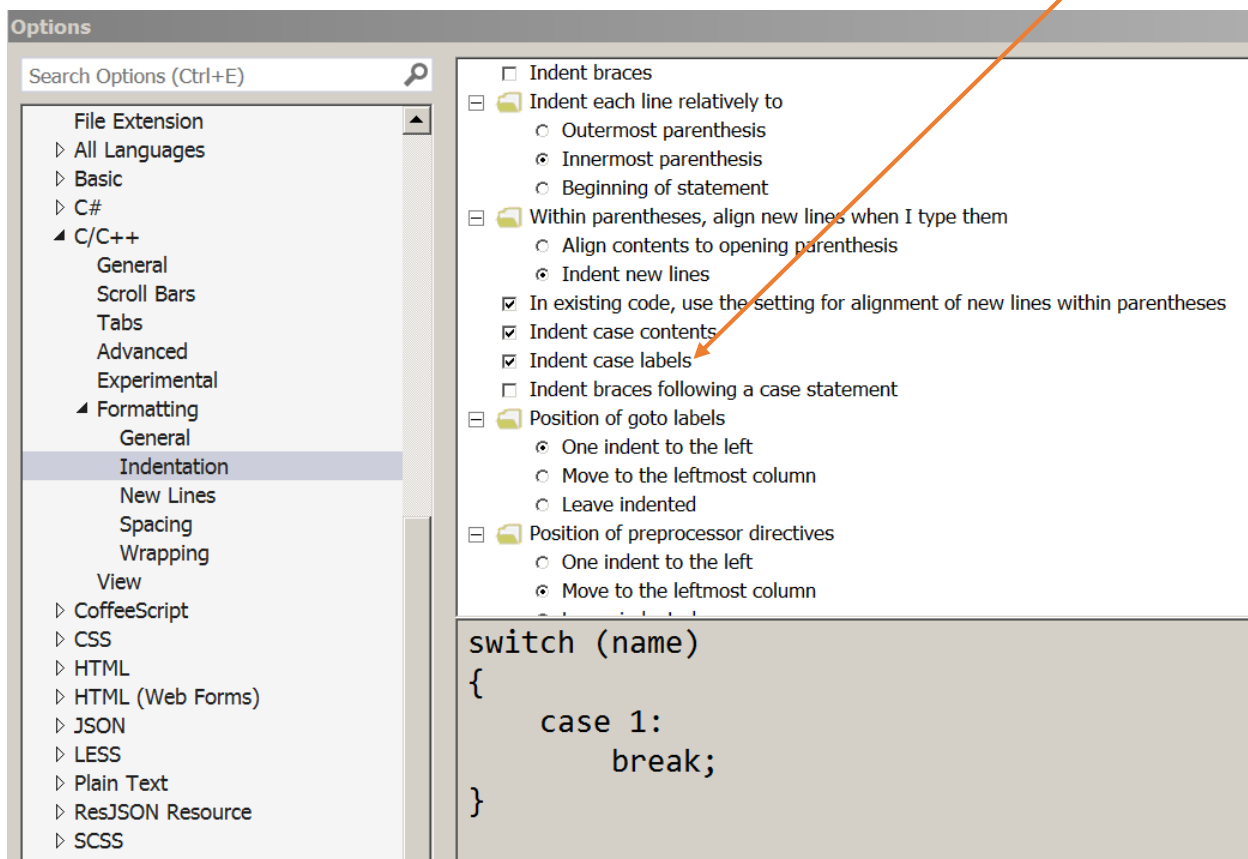 Options
Search Options (Ctrl+E)
File Extension
All Languages
Basic
C#
C/C++
General
Scroll Bars
Tabs
Advanced
Experimental
Formatting
General
Indentation
New Lines
Spacing
Wrapping
View
CoffeeScript
CSS
HTML
HTML (Web Forms)
JSON
LESS
Plain Text
ResJSON Resource
SCSS
Indent braces
Indent each line relatively to
Outermost parenthesis
Innermost parenthesis
Beginning of statement
Within parentheses, align new lines when I type them
Align contents to opening parenthesis
Indent new lines
In existing code, use the setting for alignment of new lines within parentheses
Indent case contents
Indent case labels
Indent braces following a case statement
Position of goto labels
One indent to the left
Move to the leftmost column
Leave indented
Position of preprocessor directives
One indent to the left
Move to the leftmost column
switch (name)
{
    case 1:
        break;
}